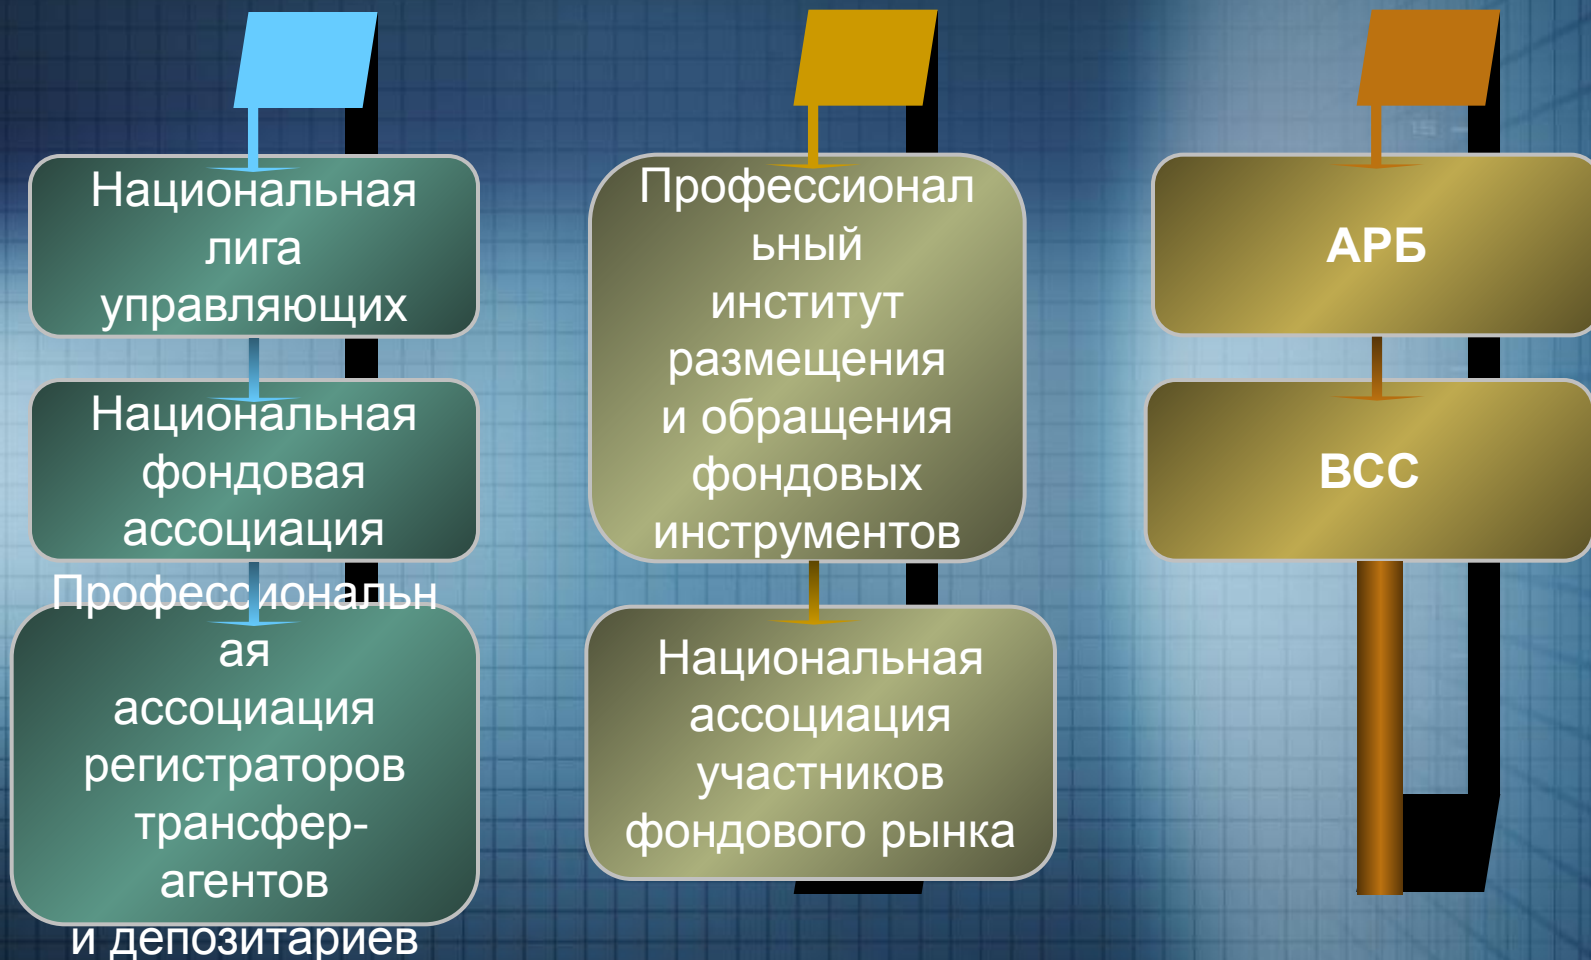 Национальная
лига
управляющих
Национальная
фондовая
ассоциация
Профессиональн
ая
ассоциация
регистраторов
трансфер-
агентов
и депозитариев
Профессионал
ьный
институт
размещения
и обращения
фондовых
инструментов
Национальная
ассоциация
участников
фондового рынка
АРБ
ВСС